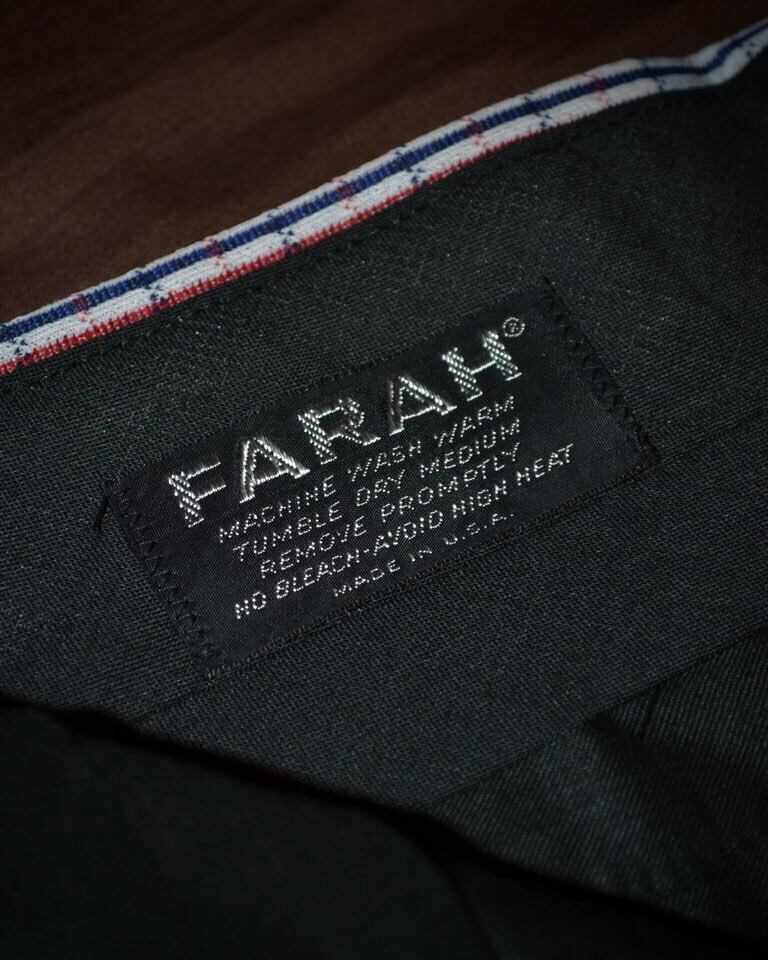 FARAH®
MACHINE WASH WARM
TUMBLE DRY MEDIUM
REMOVE PROMPTLY
NO BLEACH-AVOID HIGH HEAT
MADE IN U.S.A.